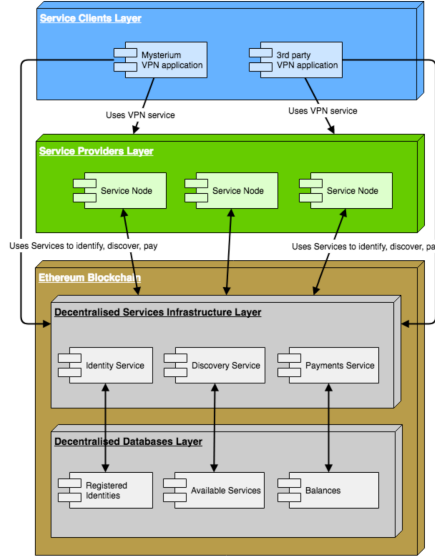 Service Clients Layer
Mysterium
VPN application
3rd party
VPN application
Uses VPN service
Uses VPN service
Service Providers Layer
Service Node
Service Node
Service Node
Uses Services to identify, discover, pay
Uses Services to identify, discover, pa
Ethereum Blockchain
Decentralised Services Infrastructure Layer
Identity Service
Discovery Service
Payments Service
Decentralised Databases Layer
Registered
Identities
Available Services
Balances